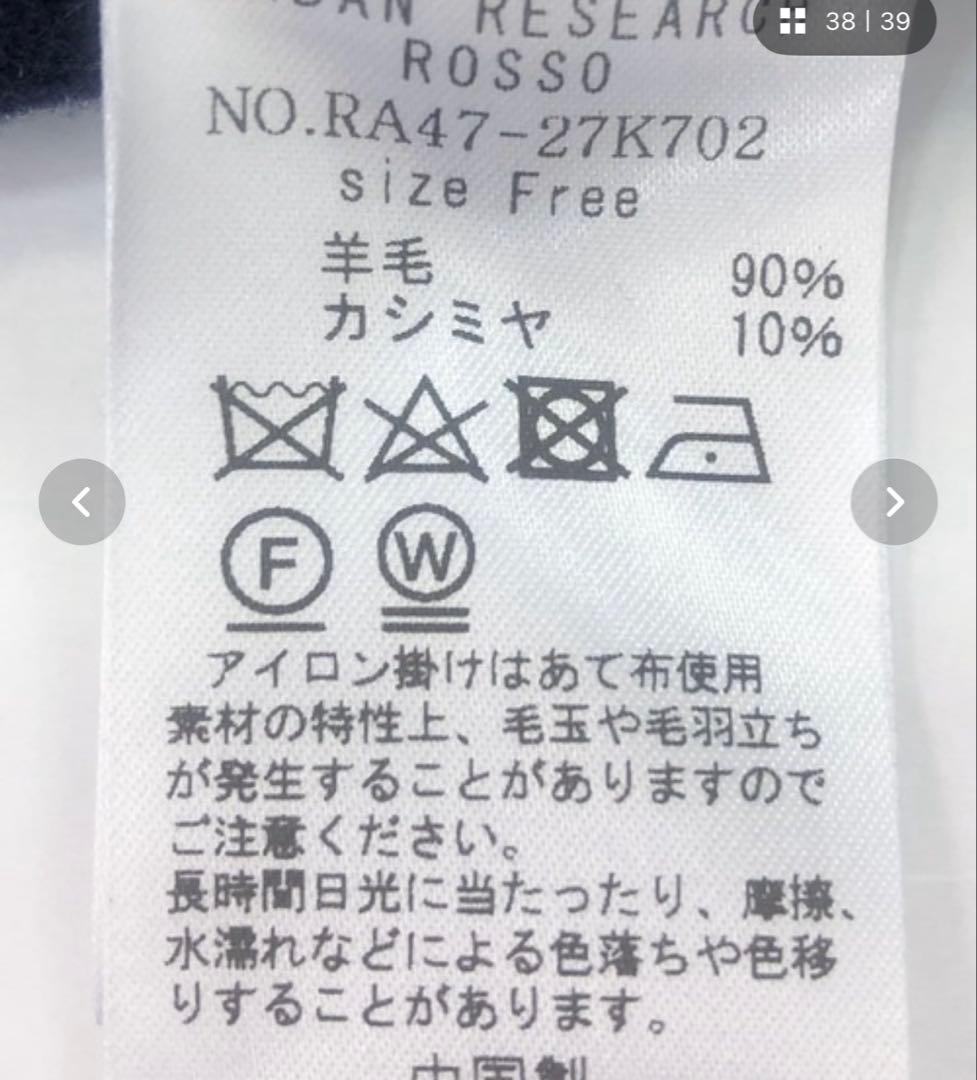 38 | 39
RESEARCH
ROSSO
NO.RA47-27K702
size Free
羊毛 90%
カシミヤ 10%
F W
アイロン掛けはあて布使用
素材の特性上、毛玉や毛羽立ち
が発生することがありますので
ご注意ください。
長時間日光に当たったり、摩擦、
水濡れなどによる色落ちや色移
りすることがあります。
中国製